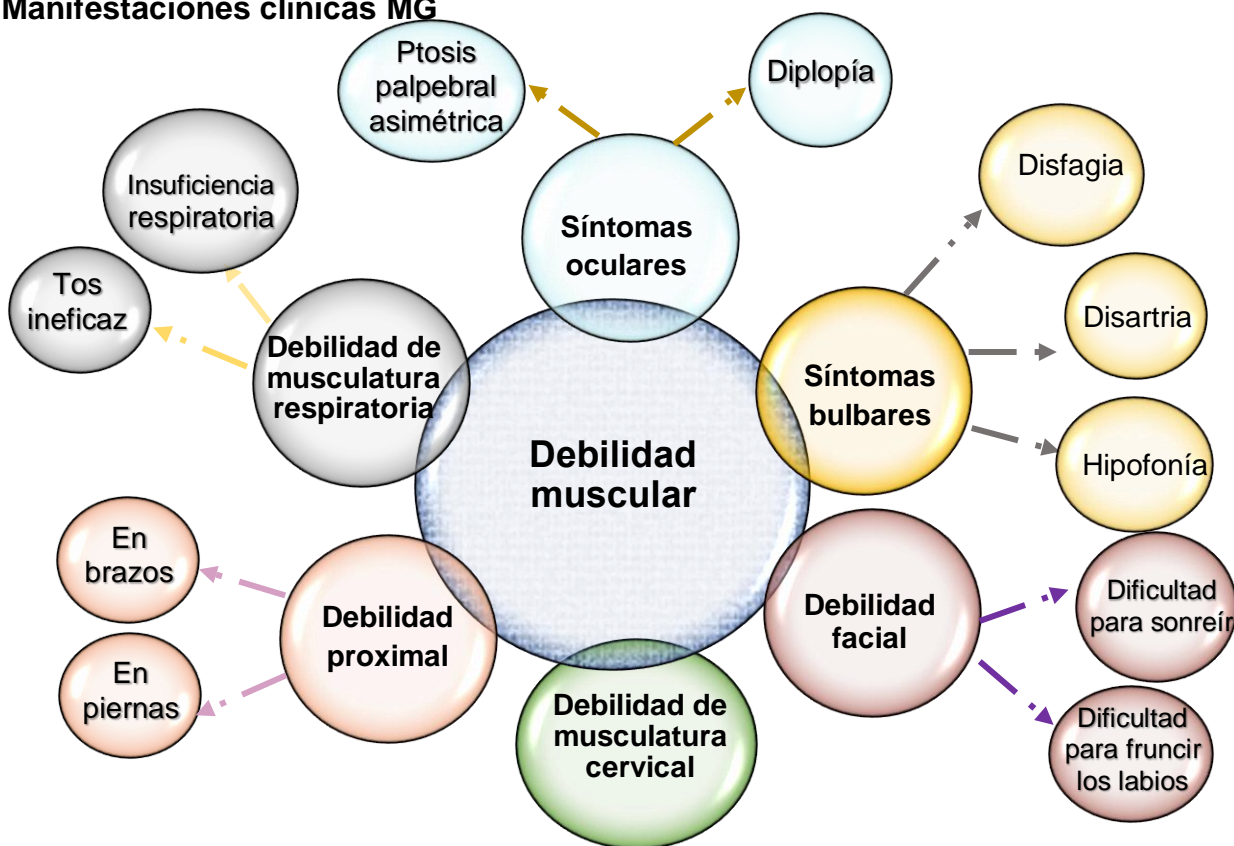 Manifestaciones clínicas MG
Ptosis
palpebral
asimétrica
Diplopía
Síntomas
oculares
Disfagia
Disartria
Hipofonía
Síntomas
bulbares
Insuficiencia
respiratoria
Tos
ineficaz
Debilidad de
musculatura
respiratoria
Debilidad
muscular
En
brazos
En
piernas
Debilidad
proximal
Debilidad de
musculatura
cervical
Debilidad
facial
Dificultad
para sonreír
Dificultad
para fruncir
los labios